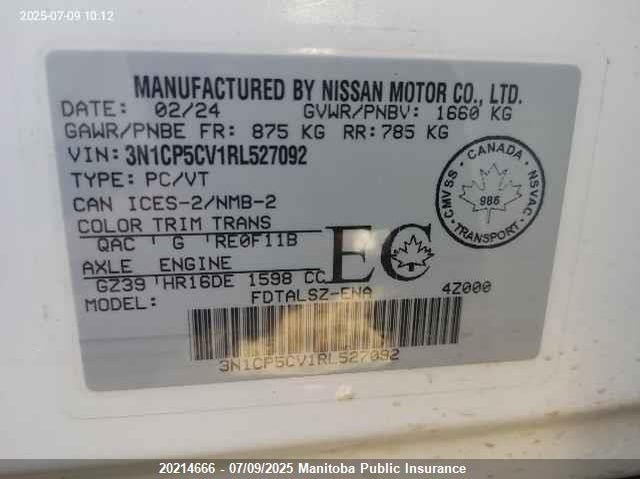 2025-07-09 10:12
MANUFACTURED BY NISSAN MOTOR CO., LTD.
DATE: 02/24 GVWR/PNBV: 1660 KG
GAWR/PNBE FR: 875 KG RR: 785 KG
VIN: 3N1CP5CV1RL527092
TYPE: PC/VT
CAN ICES-2/NMB-2
COLOR TRIM TRANS
QAC G RE0F11B
AXLE ENGINE
GZ39 HR16DE 1598 CC
MODEL: FDTALSZ-ENA 4Z000
EC
CANADA
CMVSS NSVAC
986
TRANSPORT
3N1CP5CV1RL527092
20214666 - 07/09/2025 Manitoba Public Insurance